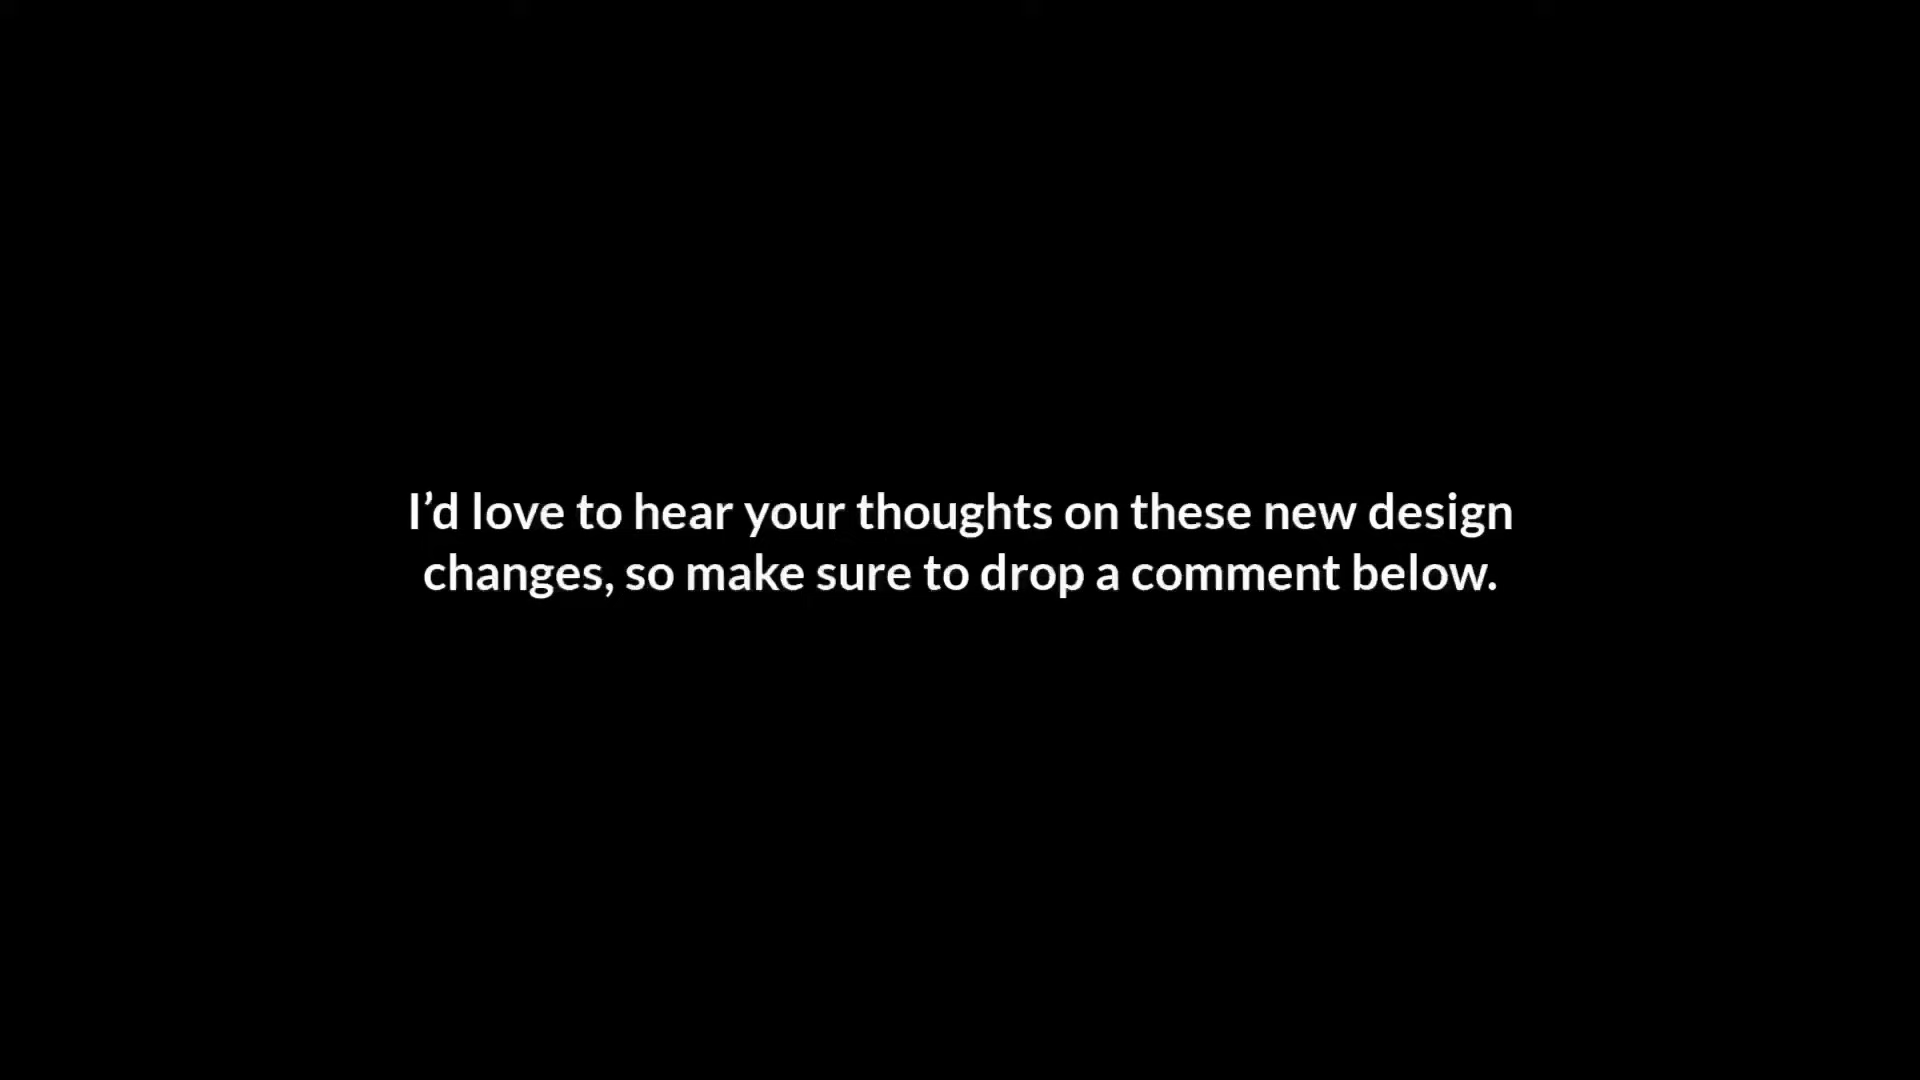 I’d love to hear your thoughts on these new design
changes, so make sure to drop a comment below.